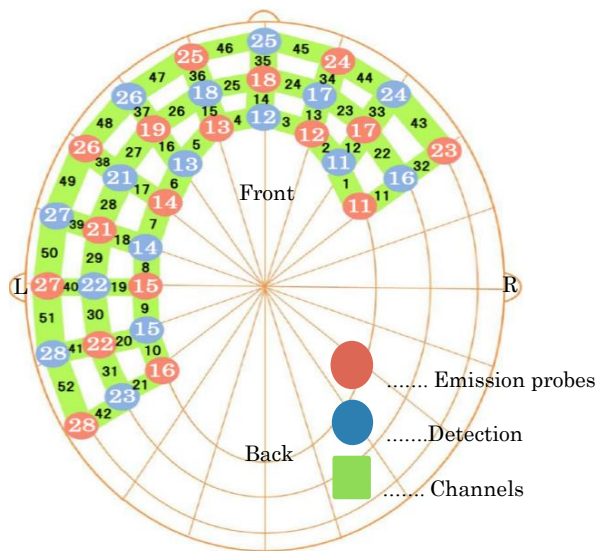 46 25 45
25 24
47 36 35 34 44
26 18 25 18 24 17 24
48 37 26 15 14 13 23 33 43
19 13 4 12 3 12 17
26 27 16 5 2 12 22 23
38 13 11 32
49 21 17 6 1 16
28 14 Front 11 11
27 39 21 18 7
50 29 14
8
L 27 40 22 19 15 R
51 30 9
28 41 22 20 15
10
52 31 21 16
42 23
28
....... Emission probes
.......Detection
Back
....... Channels